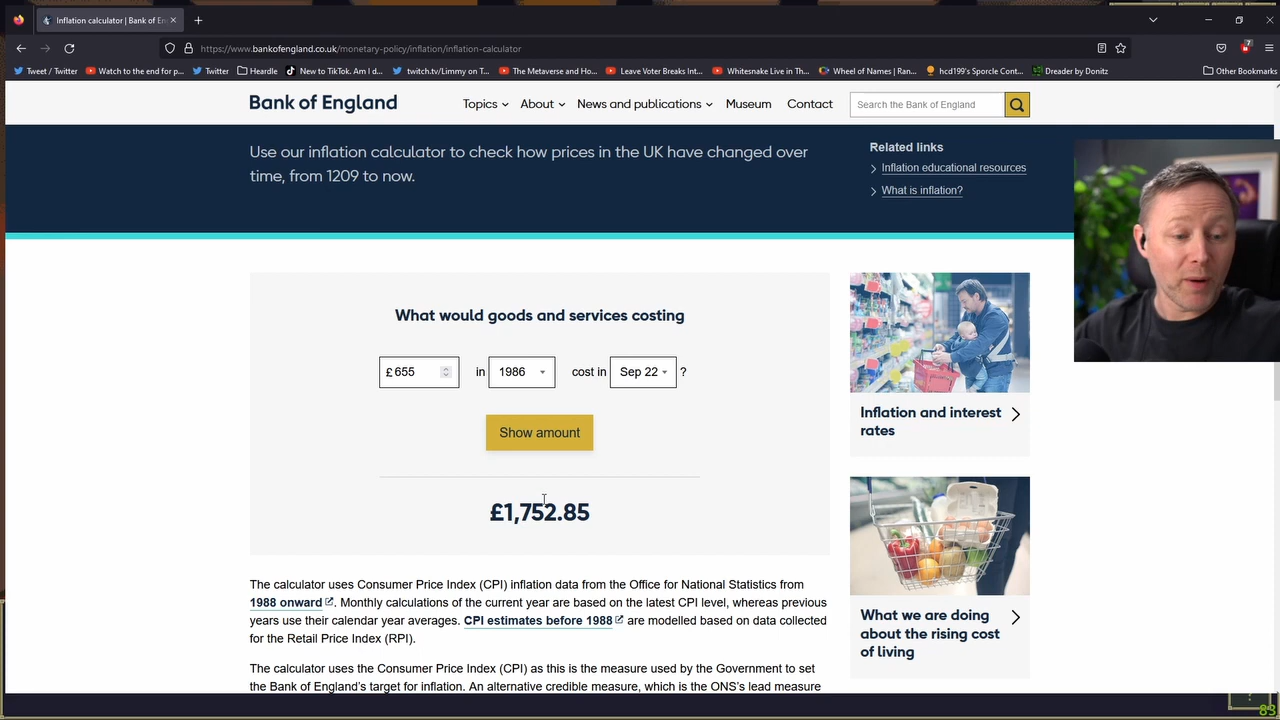 Inflation calculator | Bank of En
https://www.bankofengland.co.uk/monetary-policy/inflation/inflation-calculator
7
Tweet / Twitter
Watch to the end for p...
Twitter
Heardle
New to TikTok. Am I d...
twitch.tv/Limmy on T...
The Metaverse and Ho...
Leave Voter Breaks Int...
Whitesnake Live in Th...
Wheel of Names | Ran...
hcd199's Sporcle Cont...
Dreader by Donitz
Other Bookmarks
Bank of England
Topics
About
News and publications
Museum
Contact
Search the Bank of England
Use our inflation calculator to check how prices in the UK have changed over
time, from 1209 to now.
Related links
Inflation educational resources
What is inflation?
What would goods and services costing
£ 655 in 1986 cost in Sep 22 ?
Show amount
£1,752.85
The calculator uses Consumer Price Index (CPI) inflation data from the Office for National Statistics from
1988 onward. Monthly calculations of the current year are based on the latest CPI level, whereas previous
years use their calendar year averages. CPI estimates before 1988 are modelled based on data collected
for the Retail Price Index (RPI).
The calculator uses the Consumer Price Index (CPI) as this is the measure used by the Government to set
the Bank of England's target for inflation. An alternative credible measure, which is the ONS's lead measure
Inflation and interest
rates
What we are doing
about the rising cost
of living
83